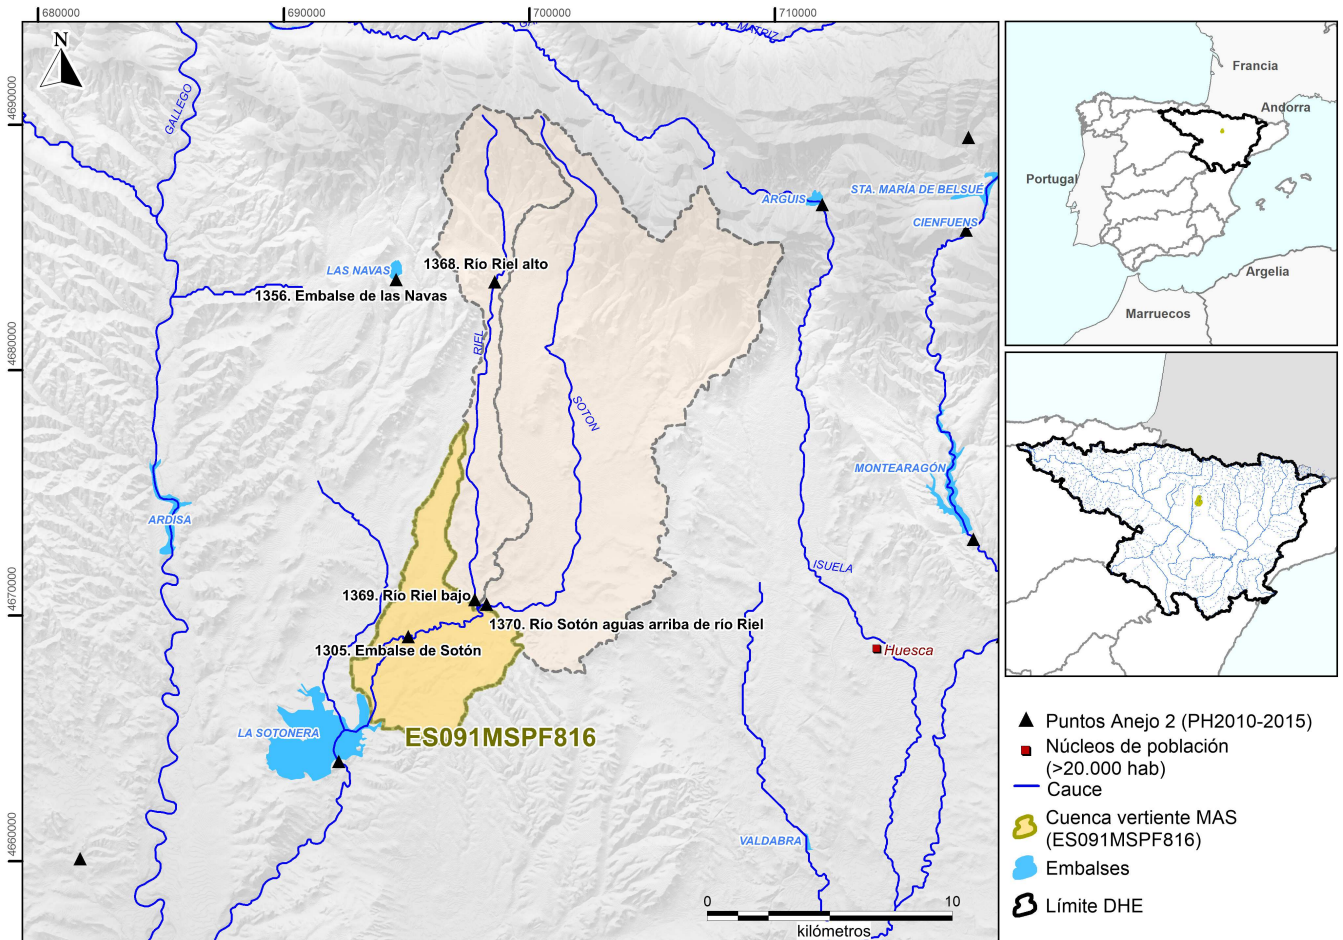 680000
690000
700000
710000
4690000
4680000
4670000
4660000
N
GALLEGO
MATRIZ
ARGUIS
STA. MARÍA DE BELSUÉ
CIENFUENS
LAS NAVAS
1368. Río Riel alto
1356. Embalse de las Navas
RIEL
SOTON
MONTEARAGÓN
ARDISA
ISUELA
1369. Río Riel bajo
1370. Río Sotón aguas arriba de río Riel
1305. Embalse de Sotón
Huesca
LA SOTONERA
ES091MSPF816
VALDABRA
0 10
kilómetros
Francia
Andorra
Portugal
Argelia
Marruecos
Puntos Anejo 2 (PH2010-2015)
Núcleos de población
(>20.000 hab)
Cauce
Cuenca vertiente MAS
(ES091MSPF816)
Embalses
Límite DHE